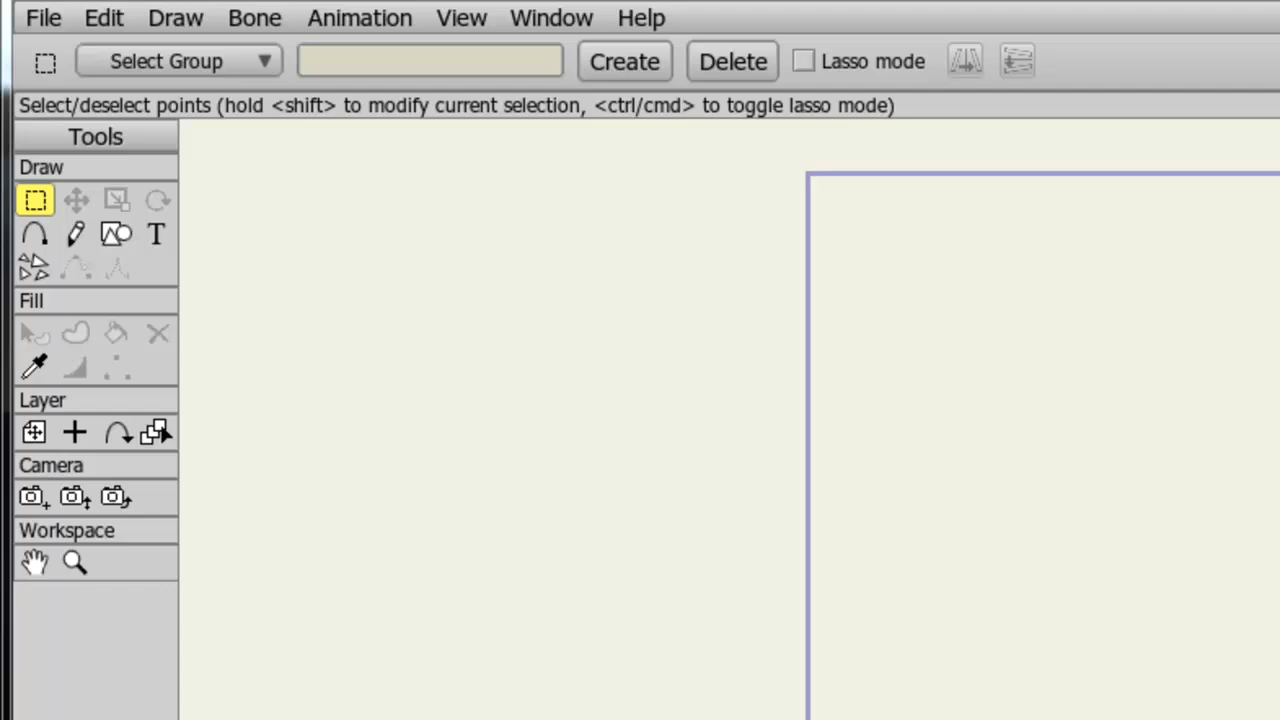 File Edit Draw Bone Animation View Window Help
Select Group Create Delete Lasso mode
Select/deselect points (hold <shift> to modify current selection, <ctrl/cmd> to toggle lasso mode)
Tools
Draw
T
Fill
Layer
Camera
Workspace